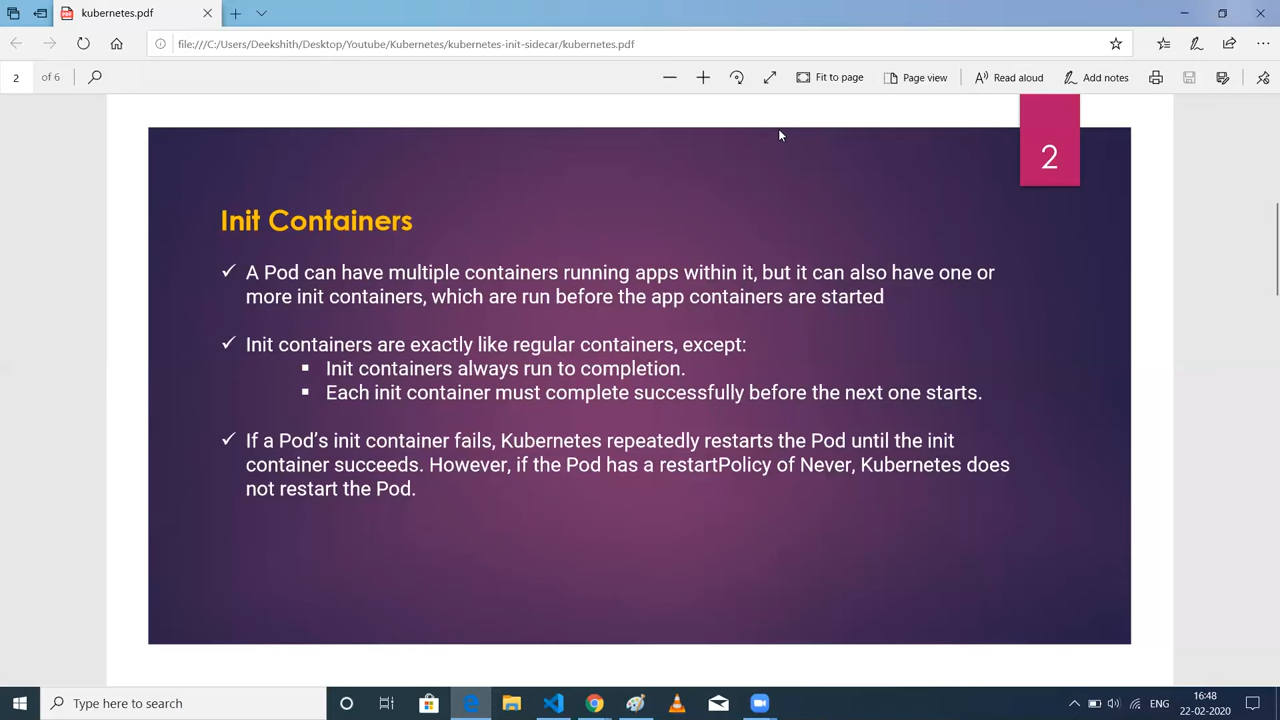 kubernetes.pdf
file:///C:/Users/Deekshith/Desktop/Youtube/Kubernetes/kubernetes-init-sidecar/kubernetes.pdf
2 of 6
Fit to page
Page view
Read aloud
Add notes
2
Init Containers
✓ A Pod can have multiple containers running apps within it, but it can also have one or
more init containers, which are run before the app containers are started
✓ Init containers are exactly like regular containers, except:
▪ Init containers always run to completion.
▪ Each init container must complete successfully before the next one starts.
✓ If a Pod’s init container fails, Kubernetes repeatedly restarts the Pod until the init
container succeeds. However, if the Pod has a restartPolicy of Never, Kubernetes does
not restart the Pod.
Type here to search
ENG
16:48
22-02-2020